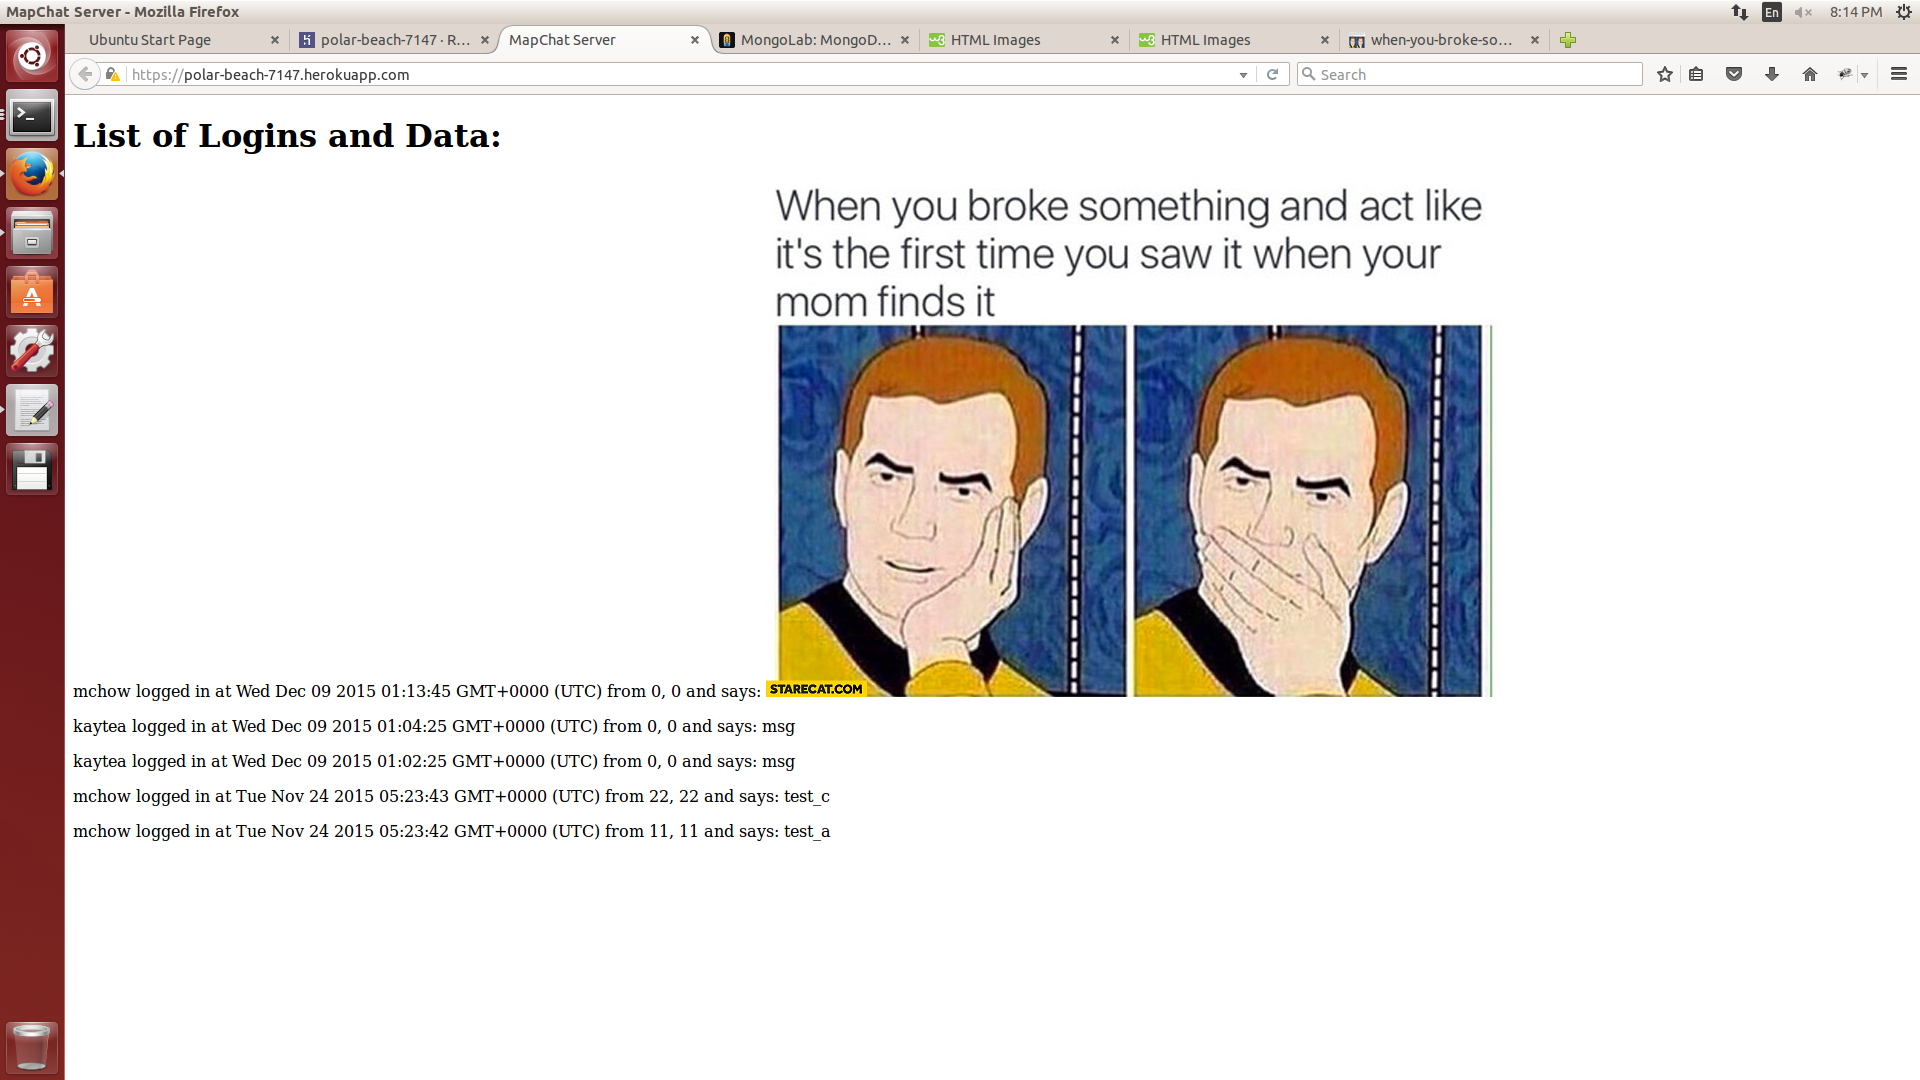 MapChat Server - Mozilla Firefox
En
8:14 PM
Ubuntu Start Page
polar-beach-7147 · R...
MapChat Server
MongoLab: MongoD...
HTML Images
HTML Images
when-you-broke-so...
https://polar-beach-7147.herokuapp.com
Search
List of Logins and Data:
When you broke something and act like
it's the first time you saw it when your
mom finds it
STARECAT.COM
mchow logged in at Wed Dec 09 2015 01:13:45 GMT+0000 (UTC) from 0, 0 and says:
kaytea logged in at Wed Dec 09 2015 01:04:25 GMT+0000 (UTC) from 0, 0 and says: msg
kaytea logged in at Wed Dec 09 2015 01:02:25 GMT+0000 (UTC) from 0, 0 and says: msg
mchow logged in at Tue Nov 24 2015 05:23:43 GMT+0000 (UTC) from 22, 22 and says: test_c
mchow logged in at Tue Nov 24 2015 05:23:42 GMT+0000 (UTC) from 11, 11 and says: test_a